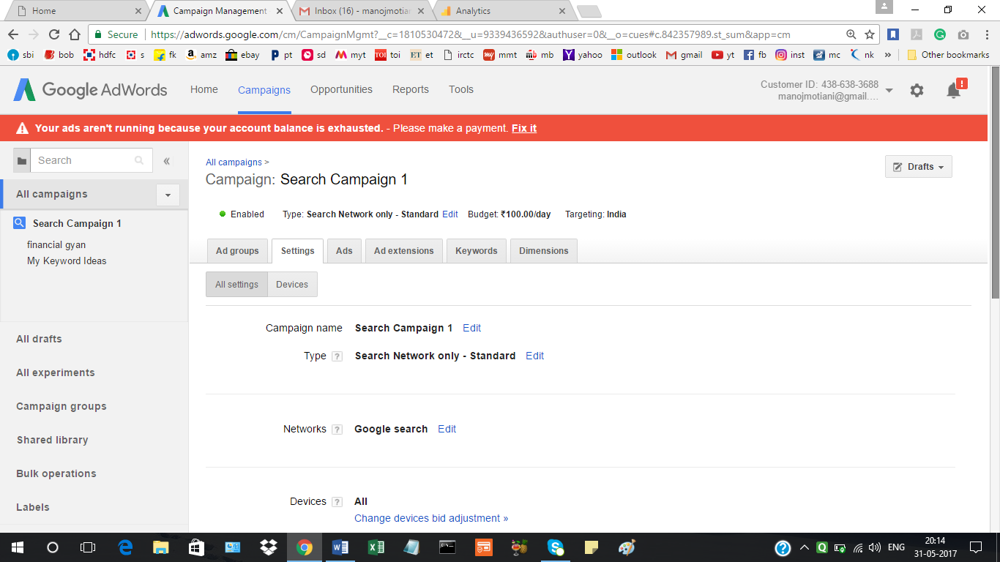 Home
Campaign Management
Inbox (16) - manojmotian
Analytics
Secure https://adwords.google.com/cm/CampaignMgmt?__c=1810530472&__u=9339436592&authuser=0&__o=cues#c.842357989.st_sum&app=cm
sbi bob hdfc s fk amz ebay pt sd myt toi et irctc mmt mb yahoo outlook gmail yt fb inst mc nk » Other bookmarks
Google AdWords Home Campaigns Opportunities Reports Tools
Customer ID: 438-638-3688
manojmotiani@gmail....
!
Your ads aren't running because your account balance is exhausted. - Please make a payment. Fix it
Search «
All campaigns
Search Campaign 1
financial gyan
My Keyword Ideas
All drafts
All experiments
Campaign groups
Shared library
Bulk operations
Labels
All campaigns >
Campaign: Search Campaign 1
Drafts
Enabled Type: Search Network only - Standard Edit Budget: ₹100.00/day Targeting: India
Ad groups Settings Ads Ad extensions Keywords Dimensions
All settings Devices
Campaign name Search Campaign 1 Edit
Type ? Search Network only - Standard Edit
Networks ? Google search Edit
Devices ? All
Change devices bid adjustment »
ENG
20:14
31-05-2017